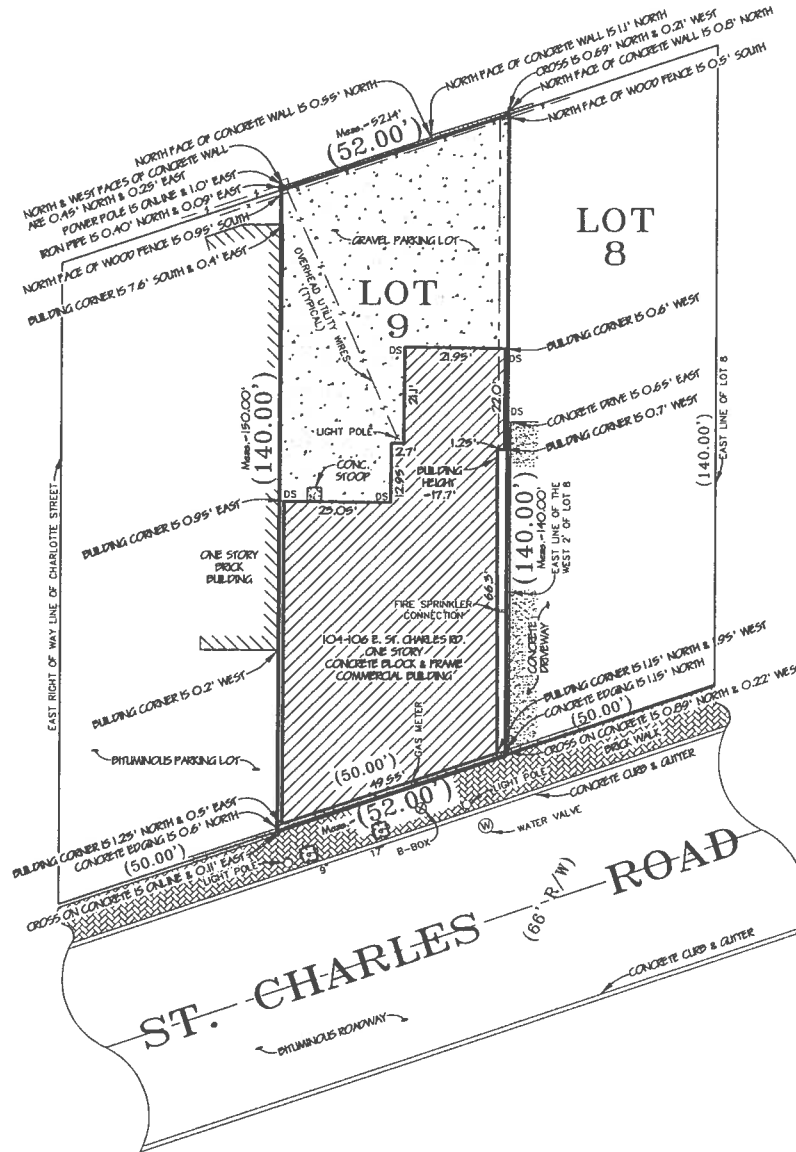 NORTH FACE OF CONCRETE WALL IS 1.1' NORTH
CROSS IS 0.69' NORTH & 0.21' WEST
NORTH FACE OF CONCRETE WALL IS 0.8' NORTH
NORTH FACE OF WOOD FENCE IS 0.5' SOUTH
NORTH FACE OF CONCRETE WALL IS 0.55' NORTH
Meas.-52.14'
(52.00')
NORTH & WEST FACES OF CONCRETE WALL
ARE 0.45' NORTH & 0.25' EAST
POWER POLE IS ONLINE & 1.0' EAST
IRON PIPE IS 0.40' NORTH & 0.09' EAST
NORTH FACE OF WOOD FENCE IS 0.95' SOUTH
BUILDING CORNER IS 7.6' SOUTH & 0.4' EAST
GRAVEL PARKING LOT
LOT
8
LOT
9
OVERHEAD UTILITY WIRES
(TYPICAL)
BUILDING CORNER IS 0.6' WEST
DS
21.95'
DS
EAST LINE OF LOT 8
(140.00')
21.1'
22.0'
DS
CONCRETE DRIVE IS 0.65' EAST
BUILDING CORNER IS 0.7' WEST
LIGHT POLE
2.7'
1.25'
CONC.
STOOP
12.95'
BUILDING
HEIGHT
-17.7'
(140.00')
DS
DS
25.05'
BUILDING CORNER IS 0.95' EAST
(140.00')
Meas.-140.00'
EAST LINE OF THE
WEST 2' OF LOT 8
EAST RIGHT OF WAY LINE OF CHARLOTTE STREET
ONE STORY
BRICK
BUILDING
66.3'
FIRE SPRINKLER
CONNECTION
104-106 E. ST. CHARLES RD.
ONE STORY
CONCRETE BLOCK & FRAME
COMMERCIAL BUILDING
CONCRETE
DRIVEWAY
BUILDING CORNER IS 0.2' WEST
BUILDING CORNER IS 1.15' NORTH &
CONCRETE EDGING IS 1.15' NORTH
(50.00')
CROSS ON CONCRETE IS 0.89' NORTH & 0.22' WEST
BRICK WALK
GAS METER
BITUMINOUS PARKING LOT
(50.00')
49.55'
Meas.-(52.00')
LIGHT POLE
CONCRETE CURB & GUTTER
BUILDING CORNER IS 1.25' NORTH & 0.5' EAST
CONCRETE EDGING IS 0.6' NORTH
(50.00')
CROSS ON CONCRETE IS ONLINE & 0.11' EAST
LIGHT POLE
9"
17"
B-BOX
W
WATER VALVE
ST. CHARLES ROAD
(66' R/W)
CONCRETE CURB & GUTTER
BITUMINOUS ROADWAY